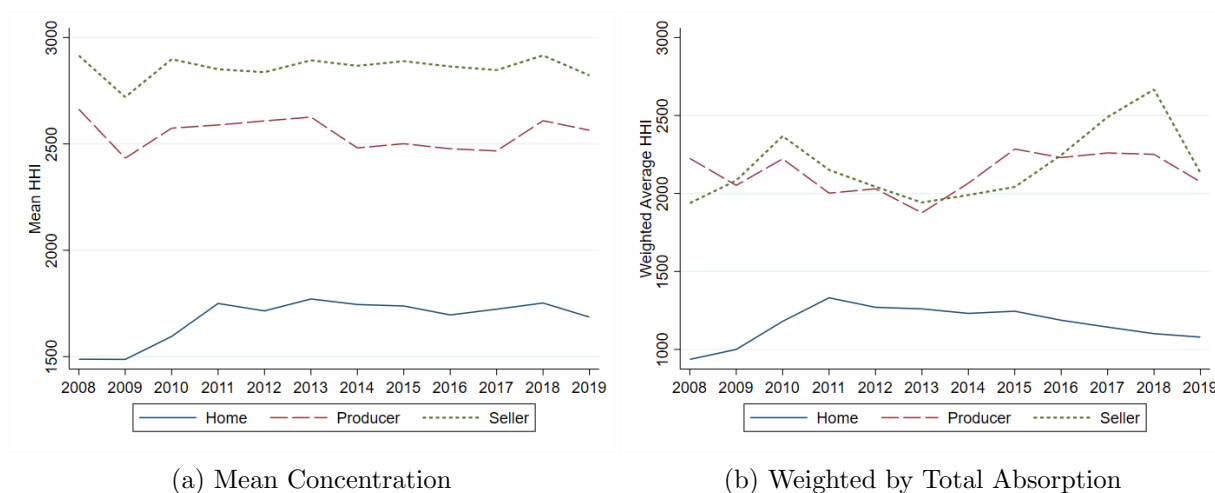 3000
2500
2000
1500
Mean HHI
2008 2009 2010 2011 2012 2013 2014 2015 2016 2017 2018 2019
Home Producer Seller
(a) Mean Concentration
3000
2500
2000
1500
1000
Weighted Average HHI
2008 2009 2010 2011 2012 2013 2014 2015 2016 2017 2018 2019
Home Producer Seller
(b) Weighted by Total Absorption